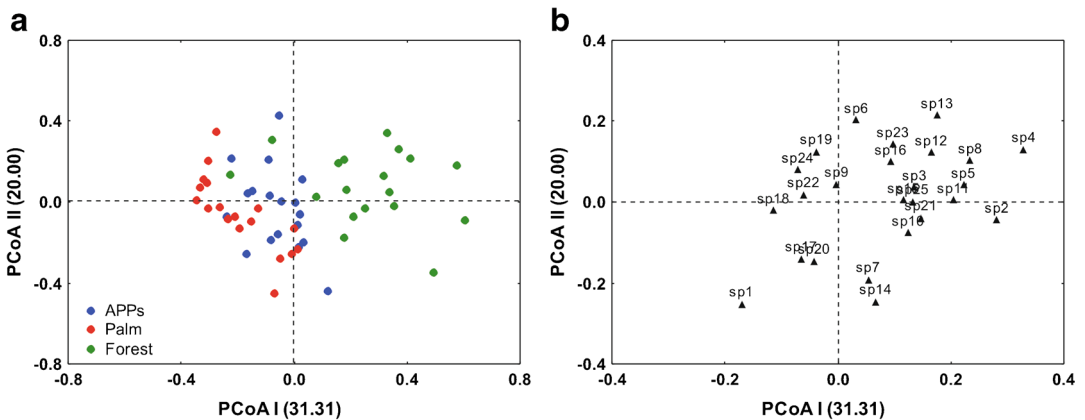 a
0.8
0.4
0.0
-0.4
-0.8
PCoA II (20.00)
APPs
Palm
Forest
-0.8
-0.4
0.0
0.4
0.8
PCoA I (31.31)
b
0.4
0.2
0.0
-0.2
-0.4
PCoA II (20.00)
sp6
sp13
sp19
sp23
sp12
sp4
sp24
sp16
sp8
sp9
sp3
sp5
sp22
sp25
sp18
sp21
sp2
sp10
sp17
sp20
sp7
sp1
sp14
-0.4
-0.2
0.0
0.2
0.4
PCoA I (31.31)